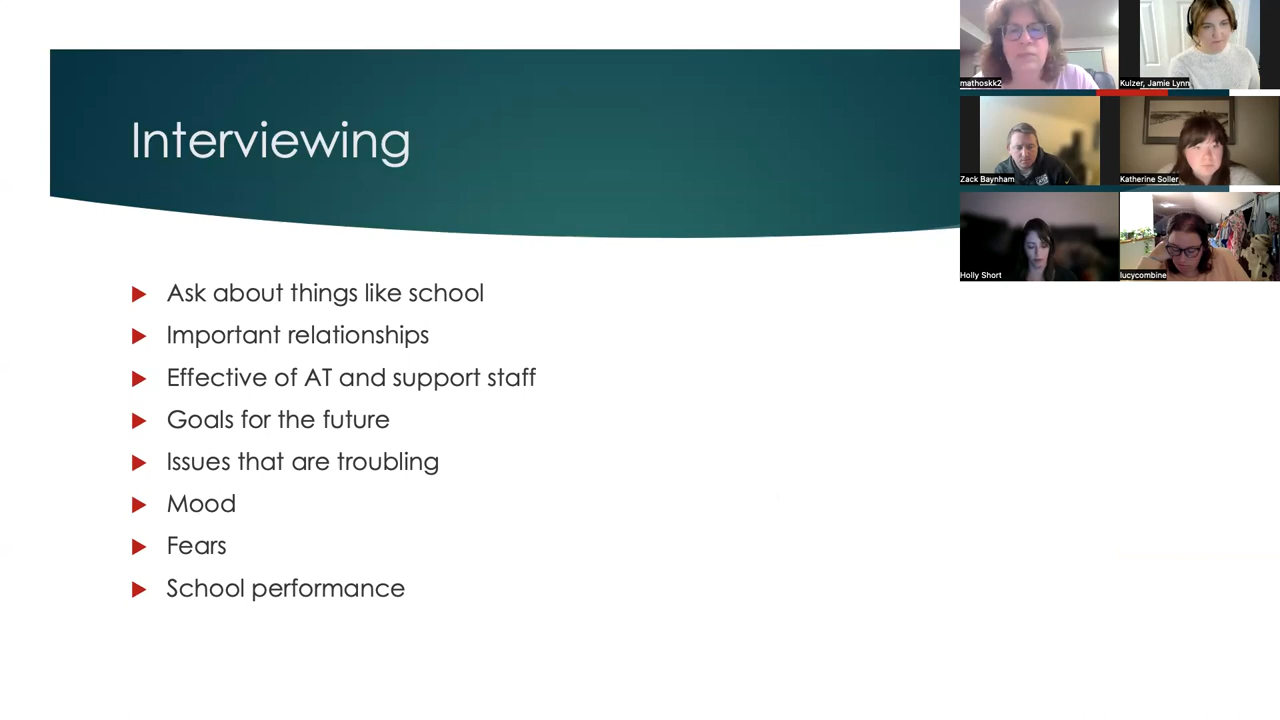 Interviewing
Ask about things like school
Important relationships
Effective of AT and support staff
Goals for the future
Issues that are troubling
Mood
Fears
School performance
mathoskk2
Kulzer, Jamie Lynn
Zack Baynham
Katherine Soller
Holly Short
lucycombine